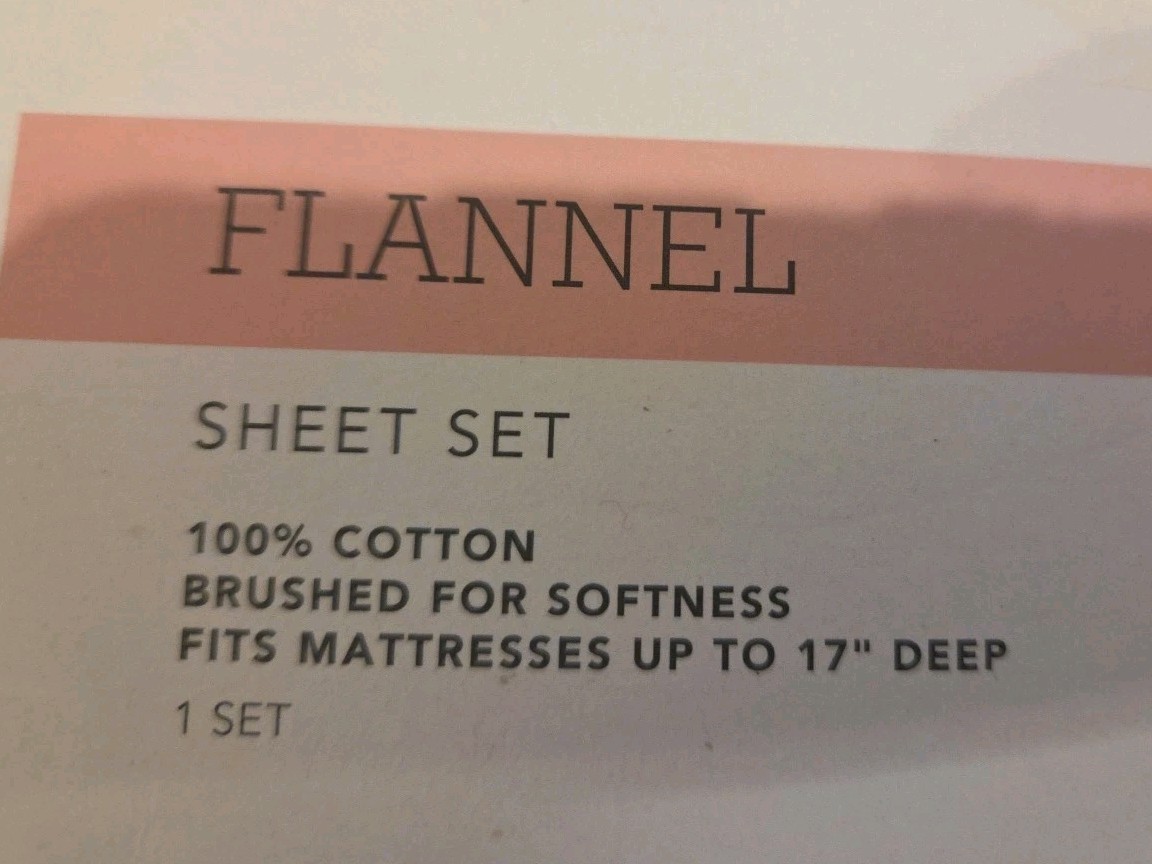 FLANNEL
SHEET SET
100% COTTON
BRUSHED FOR SOFTNESS
FITS MATTRESSES UP TO 17" DEEP
1 SET